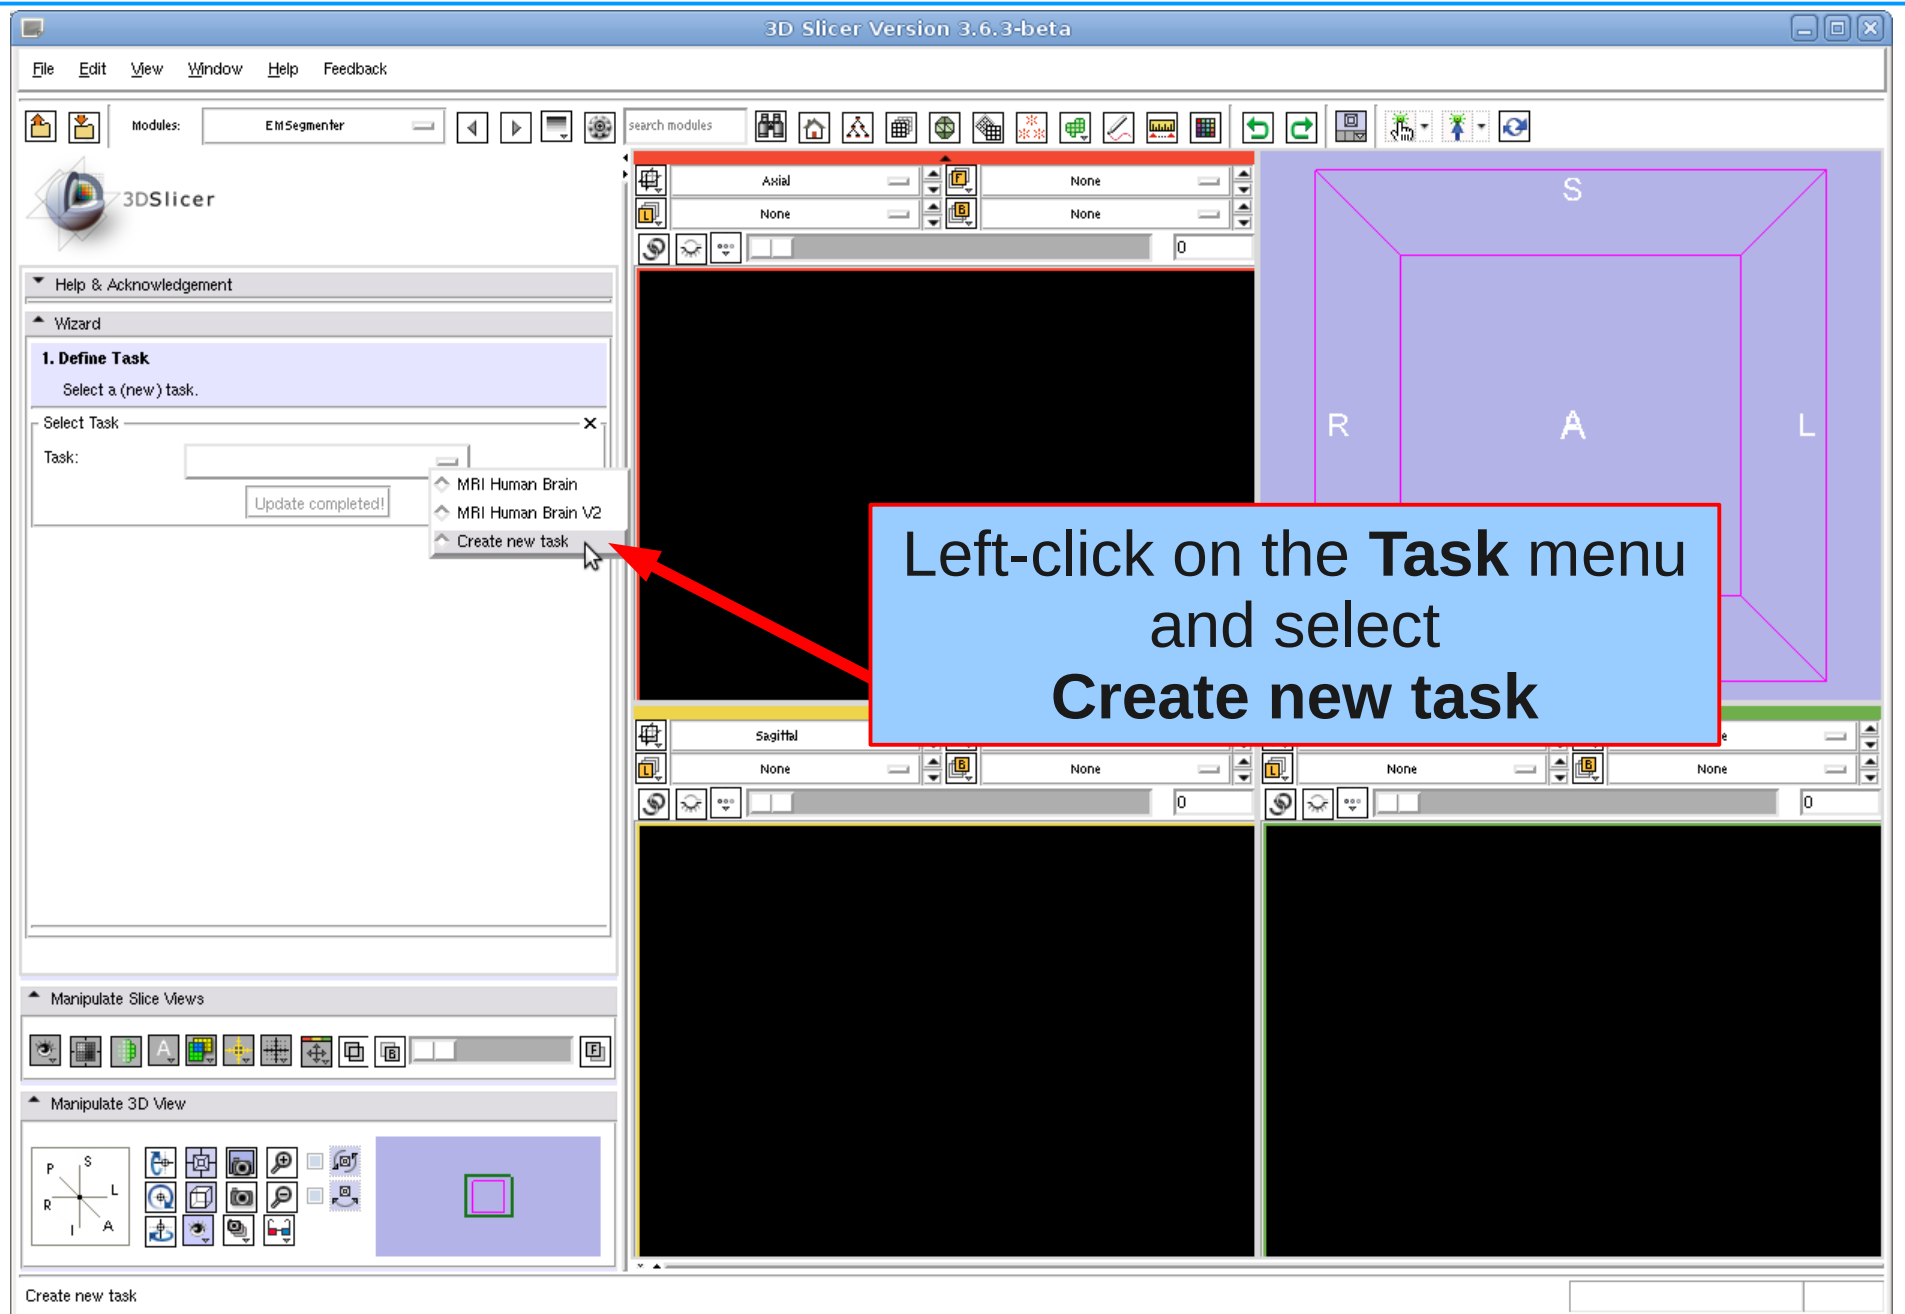 3D Slicer Version 3.6.3-beta
File Edit View Window Help Feedback
Modules: EMSegmenter search modules
3DSlicer
Help & Acknowledgement
Wizard
1. Define Task
Select a (new) task.
Select Task
Task:
Update completed!
MRI Human Brain
MRI Human Brain V2
Create new task
Axial None
None None
0
S
R A L
Left-click on the Task menu
and select
Create new task
Sagittal
None None
0
None None
0
Manipulate Slice Views
Manipulate 3D View
P S
R L
I A
Create new task